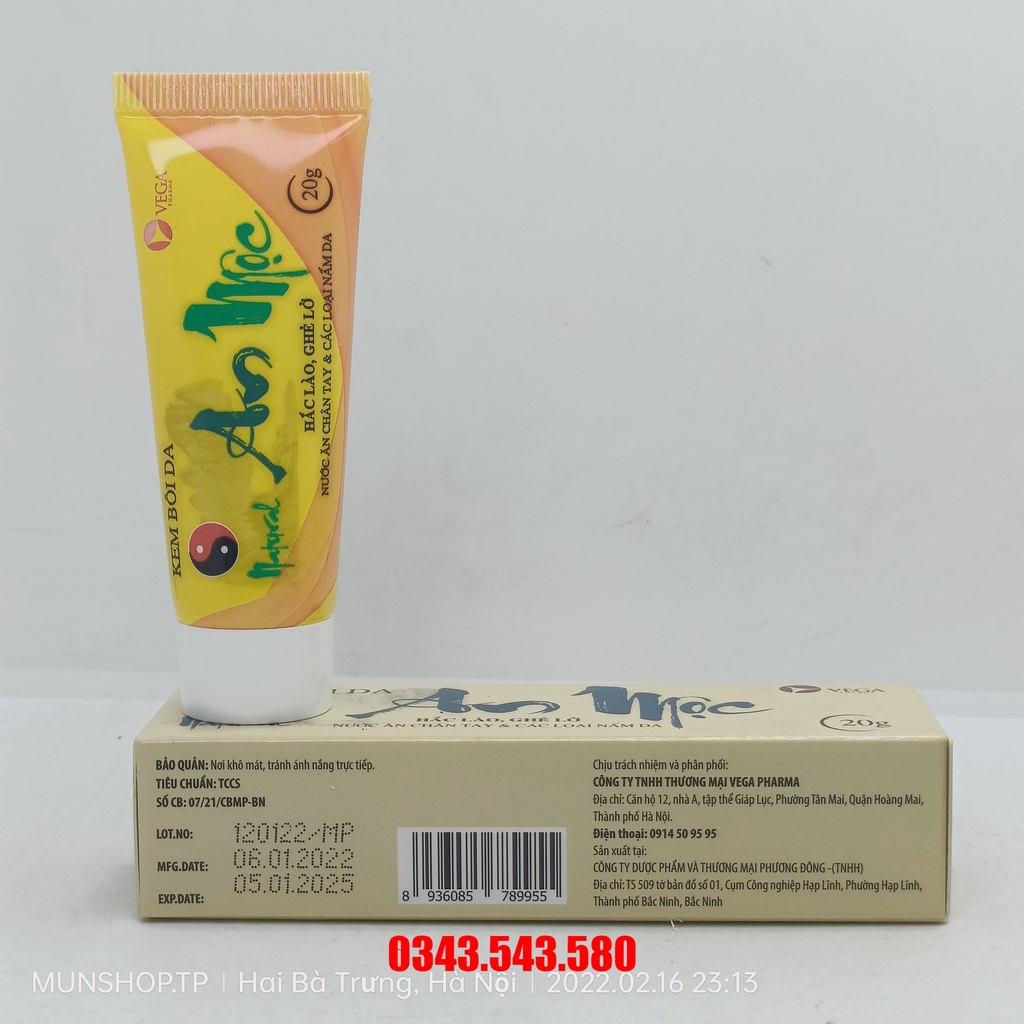 VEGA
PHARMA
20g
KEM BÔI DA
Natural
An Mộc
HẮC LÀO, GHẺ LỞ
NƯỚC ĂN CHÂN TAY & CÁC LOẠI NẤM DA
I DA
An Mộc
VEGA
HẮC LÀO, GHẺ LỞ
NƯỚC ĂN CHÂN TAY & CÁC LOẠI NẤM DA
20g
BẢO QUẢN: Nơi khô mát, tránh ánh nắng trực tiếp.
TIÊU CHUẨN: TCCS
SỐ CB: 07/21/CBMP-BN
LOT.NO: 120122/MP
MFG.DATE: 06.01.2022
EXP.DATE: 05.01.2025
8 936085 789955
Chịu trách nhiệm và phân phối:
CÔNG TY TNHH THƯƠNG MẠI VEGA PHARMA
Địa chỉ: Căn hộ 12, nhà A, tập thể Giáp Lục, Phường Tân Mai, Quận Hoàng Mai,
Thành phố Hà Nội.
Điện thoại: 0914 50 95 95
Sản xuất tại:
CÔNG TY DƯỢC PHẨM VÀ THƯƠNG MẠI PHƯƠNG ĐÔNG -(TNHH)
Địa chỉ: TS 509 tờ bản đồ số 01, Cụm Công nghiệp Hạp Lĩnh, Phường Hạp Lĩnh,
Thành phố Bắc Ninh, Bắc Ninh
0343.543.580
MUNSHOP.TP | Hai Bà Trưng, Hà Nội | 2022.02.16 23:13